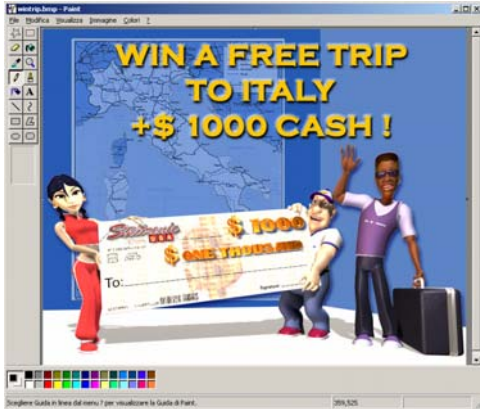 wintrip.bmp - Paint
File Modifica Visualizza Immagine Colori ?
WIN A FREE TRIP
TO ITALY
+$ 1000 CASH !
$ 1000
$ ONE THOUSAND
To:
Scegliere Guida in linea dal menu ? per visualizzare la Guida di Paint.
359,525